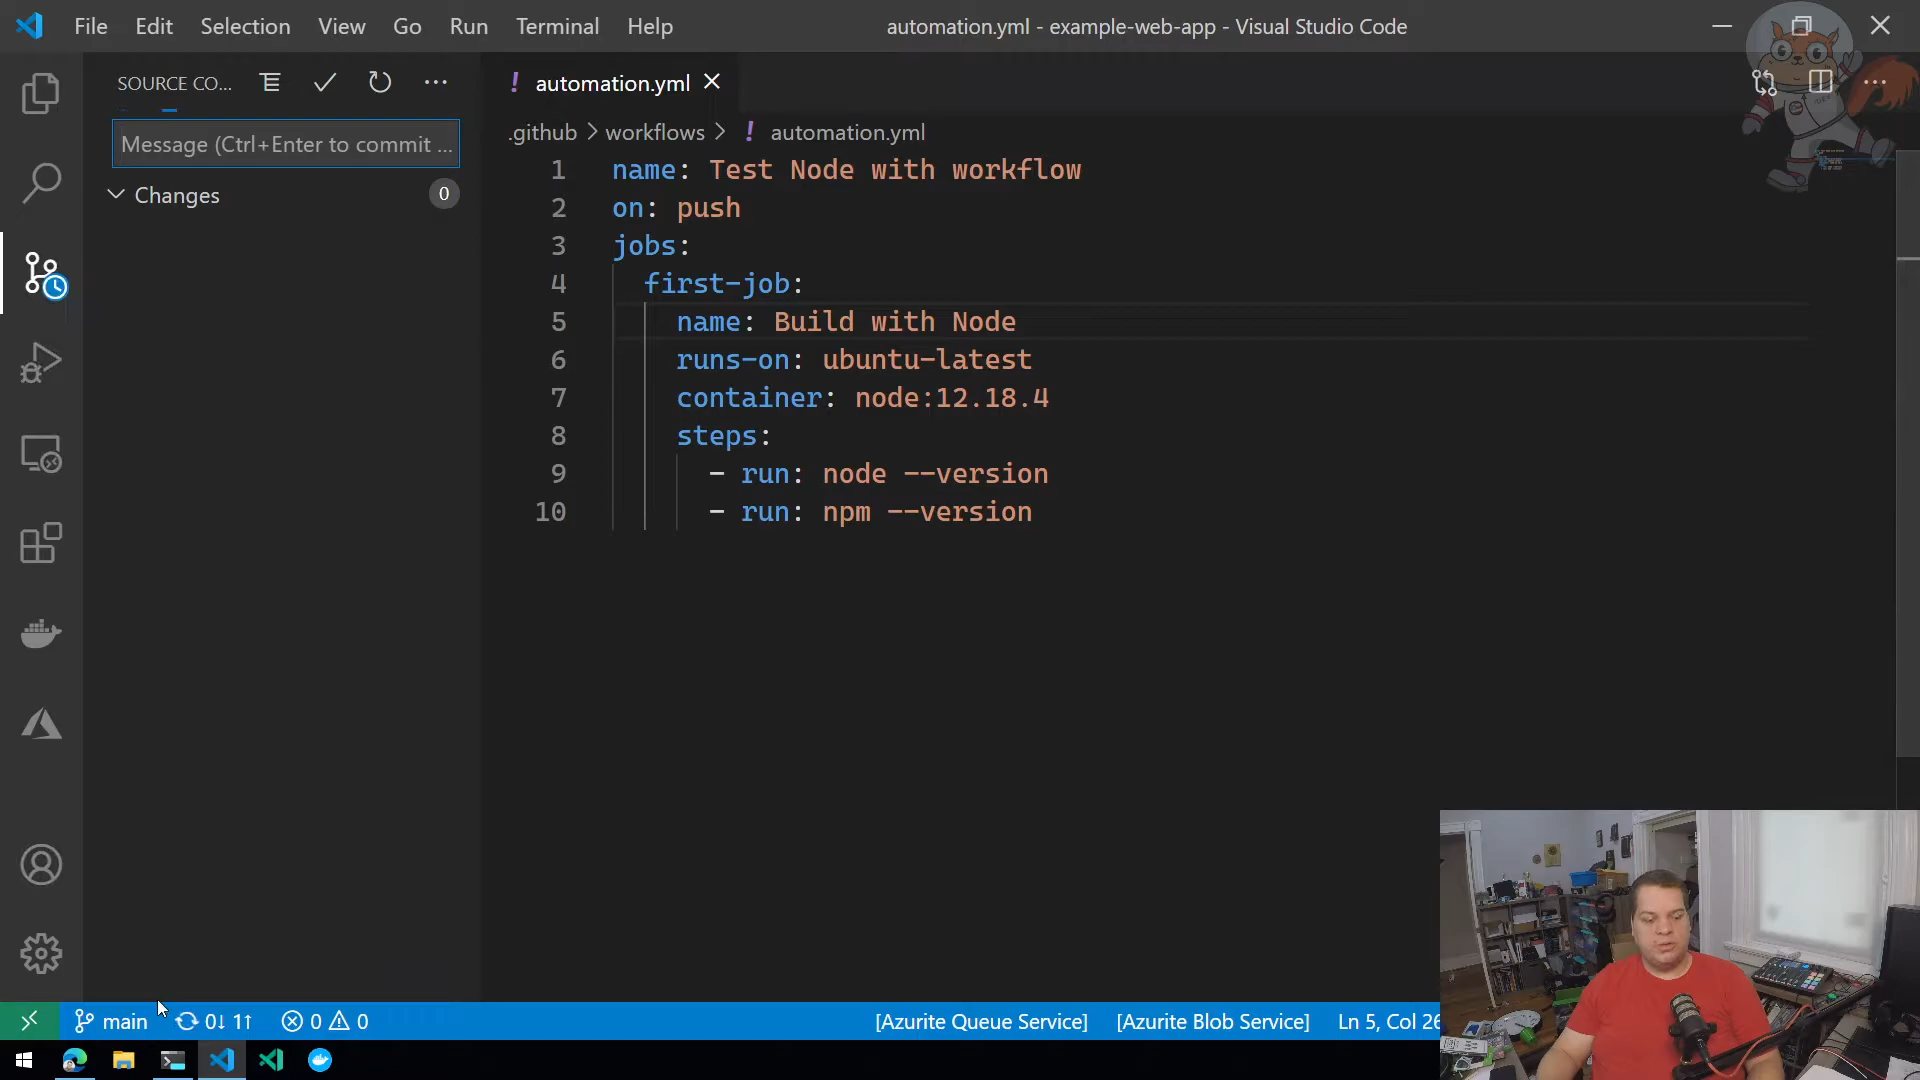 File Edit Selection View Go Run Terminal Help
automation.yml - example-web-app - Visual Studio Code
SOURCE CO...
Message (Ctrl+Enter to commit ...
Changes 0
automation.yml
.github > workflows > ! automation.yml
1 name: Test Node with workflow
2 on: push
3 jobs:
4 first-job:
5 name: Build with Node
6 runs-on: ubuntu-latest
7 container: node:12.18.4
8 steps:
9 - run: node --version
10 - run: npm --version
main 0↓ 1↑ 0 0
[Azurite Queue Service] [Azurite Blob Service] Ln 5, Col 26